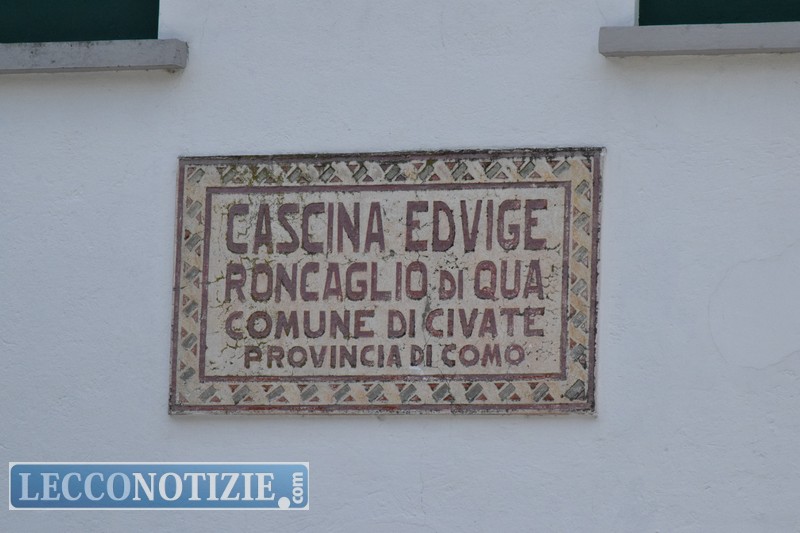 CASCINA EDVIGE
RONCAGLIO DI QUA
COMUNE DI CIVATE
PROVINCIA DI COMO
LECCONOTIZIE.com